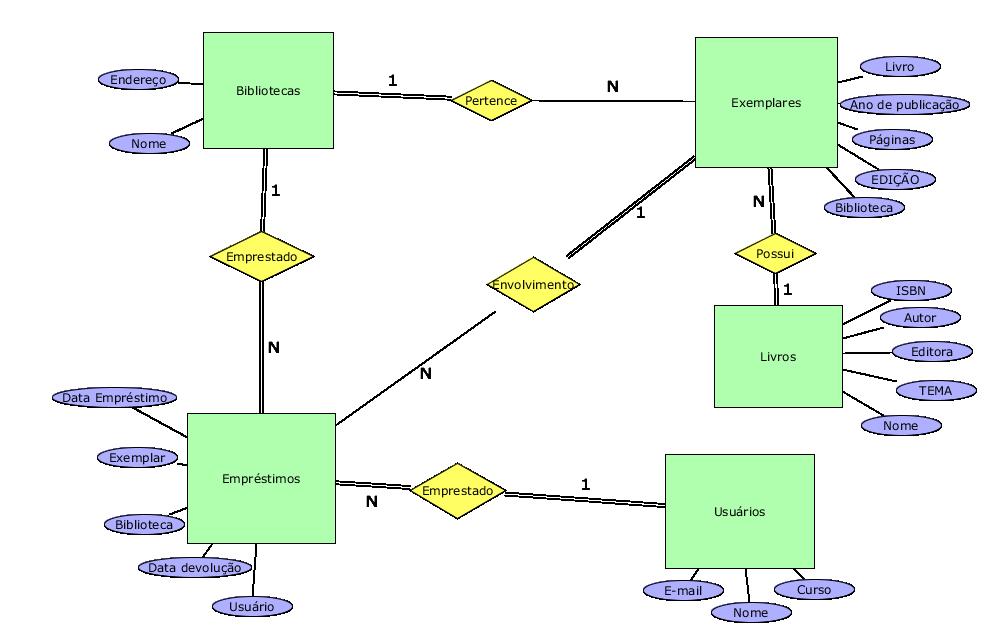 Bibliotecas
Endereço
Nome
1
Pertence
N
Exemplares
Livro
Ano de publicação
Páginas
EDIÇÃO
Biblioteca
1
Emprestado
N
1
Envolvimento
N
N
Possui
1
Livros
ISBN
Autor
Editora
TEMA
Nome
Data Empréstimo
Exemplar
Biblioteca
Data devolução
Usuário
Empréstimos
N
Emprestado
1
Usuários
E-mail
Nome
Curso